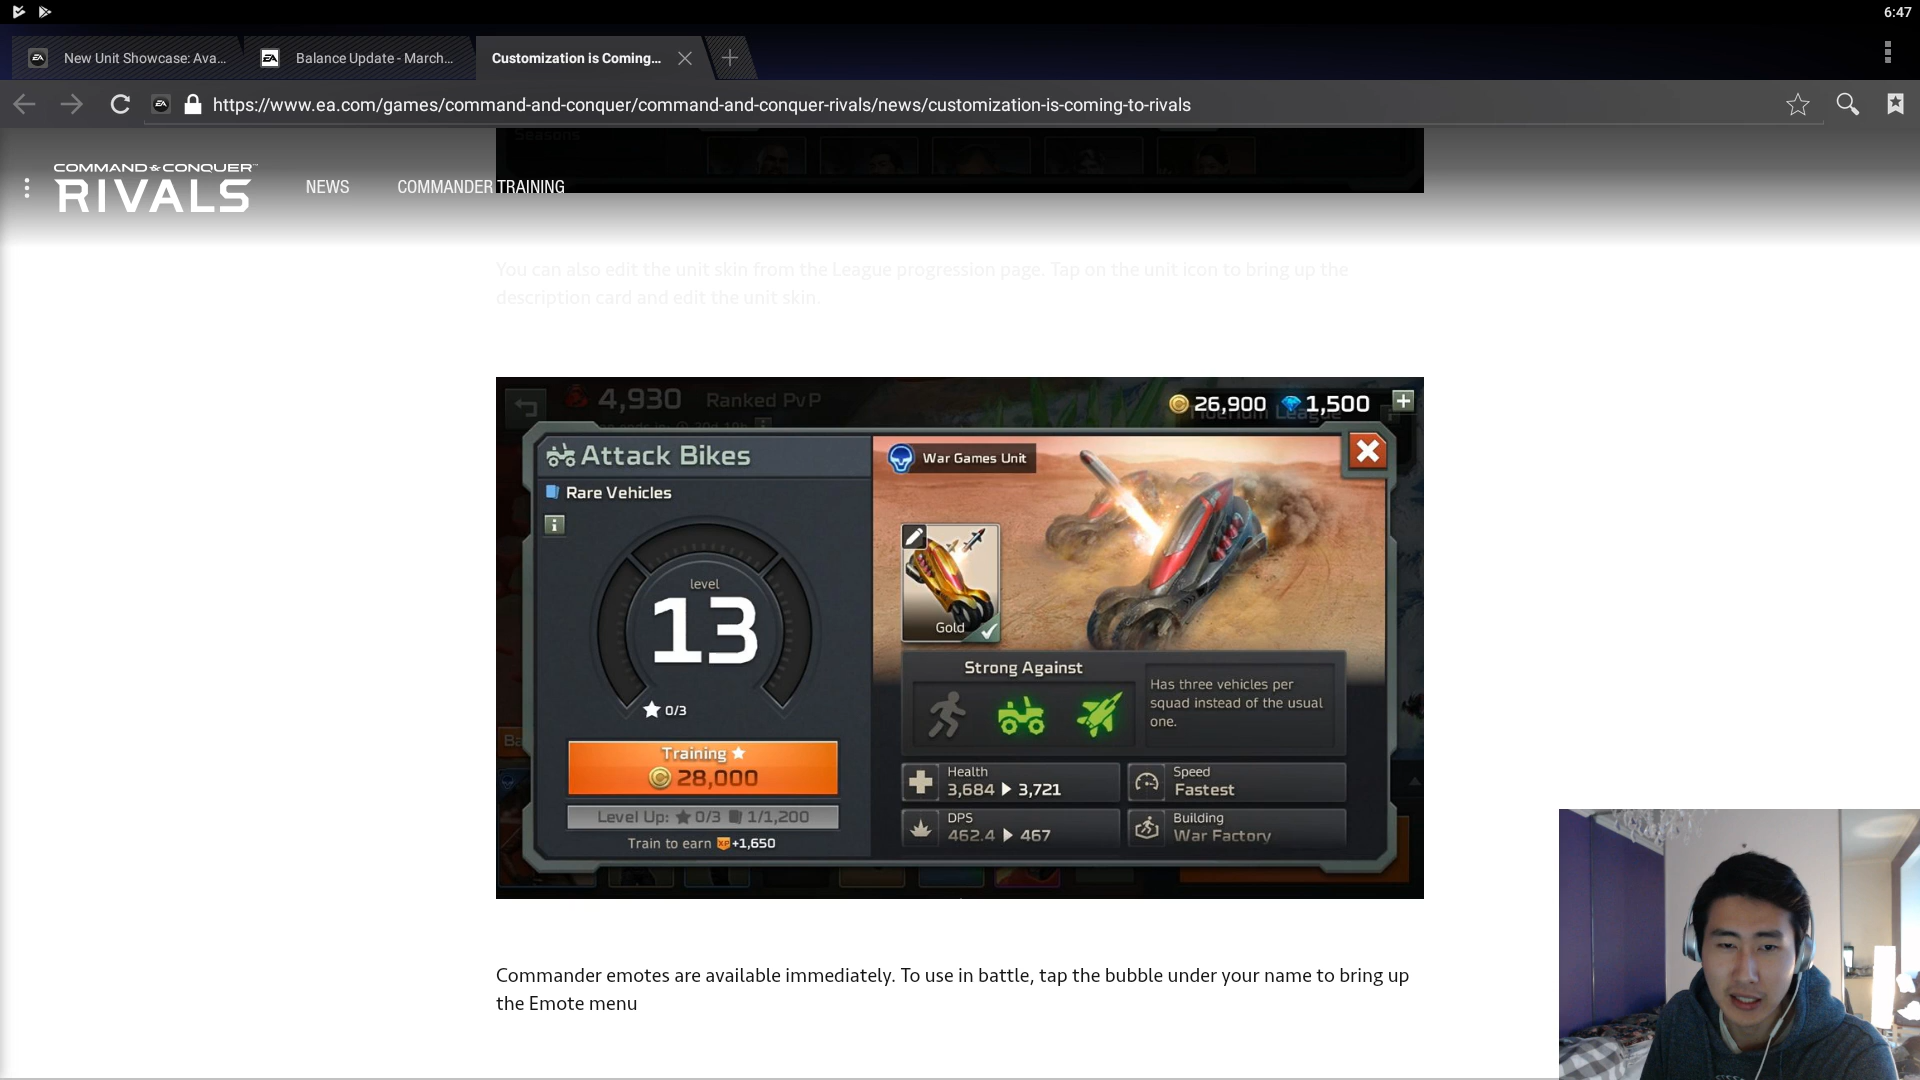 6:47
New Unit Showcase: Ava...
Balance Update - March...
Customization is Coming...
https://www.ea.com/games/command-and-conquer/command-and-conquer-rivals/news/customization-is-coming-to-rivals
Seasons
COMMAND & CONQUER™
RIVALS
NEWS
COMMANDER TRAINING
You can also edit the unit skin from the League progression page. Tap on the unit icon to bring up the
description card and edit the unit skin.
4,930 Ranked PvP
26,900 1,500
Attack Bikes
War Games Unit
Rare Vehicles
level
13
0/3
Gold
Training
28,000
Level Up: 0/3 1/1,200
Train to earn XP +1,650
Strong Against
Has three vehicles per
squad instead of the usual
one.
Health
3,684 ▶ 3,721
Speed
Fastest
DPS
462.4 ▶ 467
Building
War Factory
Commander emotes are available immediately. To use in battle, tap the bubble under your name to bring up
the Emote menu